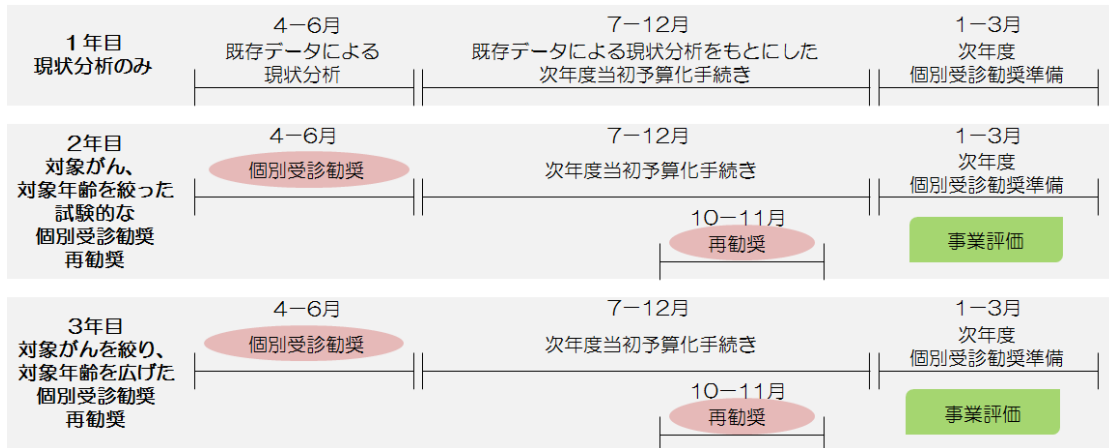 1年目
現状分析のみ
4－6月
既存データによる
現状分析
7－12月
既存データによる現状分析をもとにした
次年度当初予算化手続き
1－3月
次年度
個別受診勧奨準備
2年目
対象がん、
対象年齢を絞った
試験的な
個別受診勧奨
再勧奨
4－6月
個別受診勧奨
7－12月
次年度当初予算化手続き
10－11月
再勧奨
1－3月
次年度
個別受診勧奨準備
事業評価
3年目
対象がんを絞り、
対象年齢を広げた
個別受診勧奨
再勧奨
4－6月
個別受診勧奨
7－12月
次年度当初予算化手続き
10－11月
再勧奨
1－3月
次年度
個別受診勧奨準備
事業評価